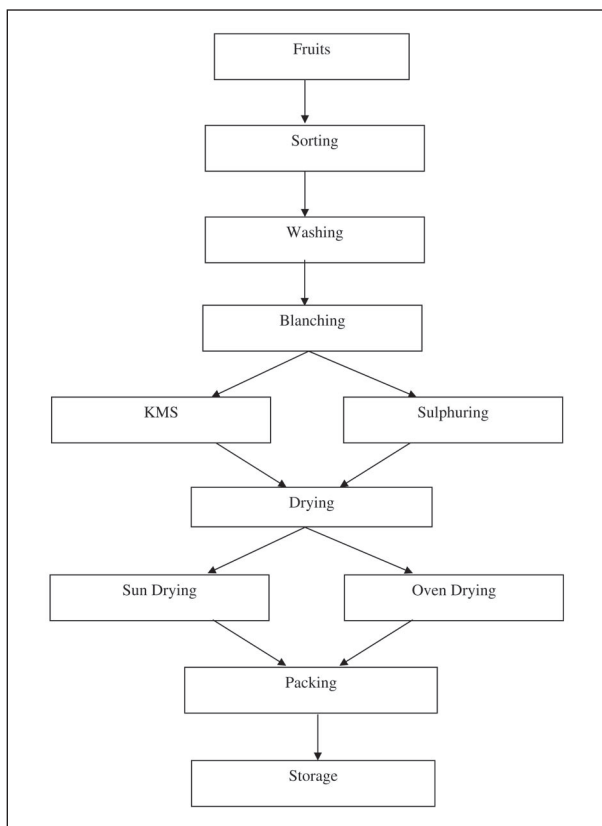 Fruits
Sorting
Washing
Blanching
KMS
Sulphuring
Drying
Sun Drying
Oven Drying
Packing
Storage